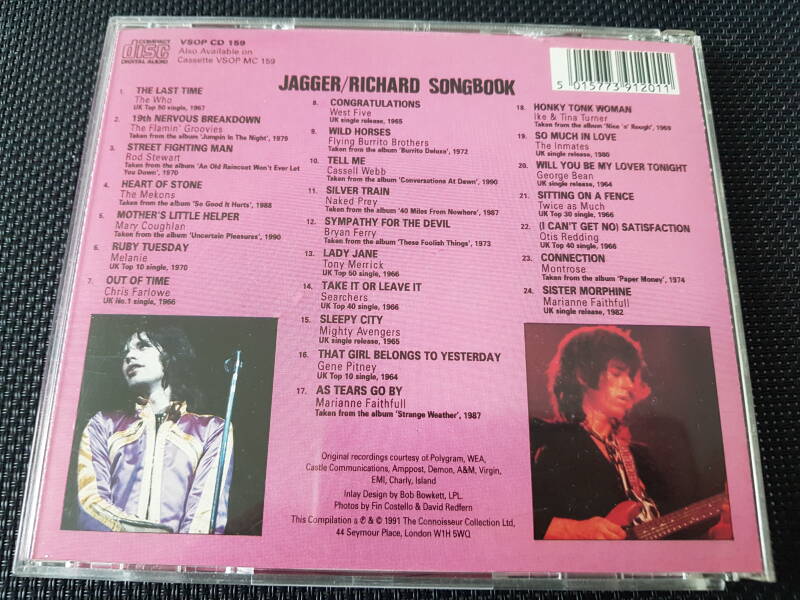 COMPACT
disc
DIGITAL AUDIO
VSOP CD 159
Also Available on
Cassette VSOP MC 159
5 015773 912011
JAGGER/RICHARD SONGBOOK
1. THE LAST TIME
The Who
UK Top 50 single, 1967
2. 19th NERVOUS BREAKDOWN
The Flamin' Groovies
Taken from the album 'Jumpin In The Night', 1979
3. STREET FIGHTING MAN
Rod Stewart
Taken from the album 'An Old Raincoat Won't Ever Let
You Down', 1970
4. HEART OF STONE
The Mekons
Taken from the album 'So Good It Hurts', 1988
5. MOTHER'S LITTLE HELPER
Mary Coughlan
Taken from the album 'Uncertain Pleasures', 1990
6. RUBY TUESDAY
Melanie
UK Top 10 single, 1970
7. OUT OF TIME
Chris Farlowe
UK No.1 single, 1966
8. CONGRATULATIONS
West Five
UK single release, 1965
9. WILD HORSES
Flying Burrito Brothers
Taken from the album 'Burrito Deluxe', 1972
10. TELL ME
Cassell Webb
Taken from the album 'Conversations At Dawn', 1990
11. SILVER TRAIN
Naked Prey
Taken from the album '40 Miles From Nowhere', 1987
12. SYMPATHY FOR THE DEVIL
Bryan Ferry
Taken from the album 'These Foolish Things', 1973
13. LADY JANE
Tony Merrick
UK Top 50 single, 1966
14. TAKE IT OR LEAVE IT
Searchers
UK Top 40 single, 1966
15. SLEEPY CITY
Mighty Avengers
UK single release, 1965
16. THAT GIRL BELONGS TO YESTERDAY
Gene Pitney
UK Top 10 single, 1964
17. AS TEARS GO BY
Marianne Faithfull
Taken from the album 'Strange Weather', 1987
18. HONKY TONK WOMAN
Ike & Tina Turner
Taken from the album 'Nice 'n' Rough', 1969
19. SO MUCH IN LOVE
The Inmates
UK single release, 1980
20. WILL YOU BE MY LOVER TONIGHT
George Bean
UK single release, 1964
21. SITTING ON A FENCE
Twice as Much
UK Top 30 single, 1966
22. (I CAN'T GET NO) SATISFACTION
Otis Redding
UK Top 40 single, 1966
23. CONNECTION
Montrose
Taken from the album 'Paper Money', 1974
24. SISTER MORPHINE
Marianne Faithfull
UK single release, 1982
Original recordings courtesy of Polygram, WEA,
Castle Communications, Amppost, Demon, A&M, Virgin,
EMI, Charly, Island
Inlay Design by Bob Bowkett, LPL.
Photos by Fin Costello & David Redfern
This Compilation ℗ & © 1991 The Connoisseur Collection Ltd,
44 Seymour Place, London W1H 5WQ